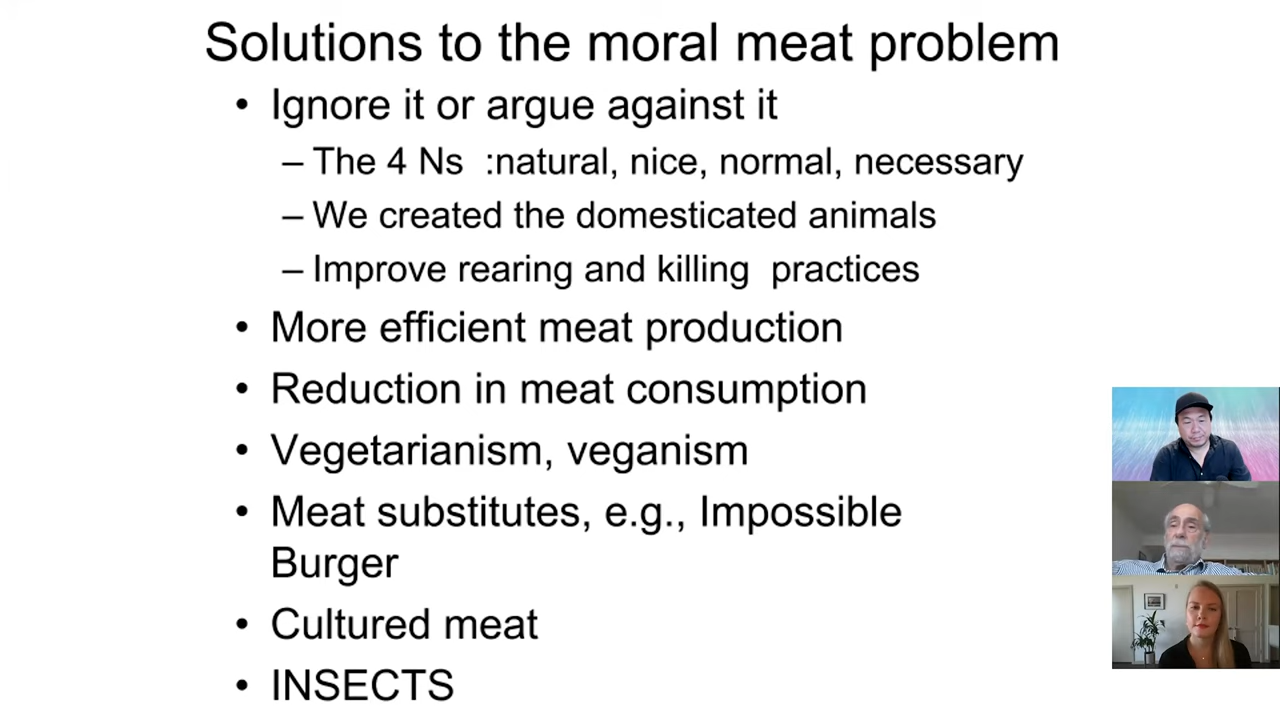 Solutions to the moral meat problem
• Ignore it or argue against it
– The 4 Ns :natural, nice, normal, necessary
– We created the domesticated animals
– Improve rearing and killing practices
• More efficient meat production
• Reduction in meat consumption
• Vegetarianism, veganism
• Meat substitutes, e.g., Impossible
Burger
• Cultured meat
• INSECTS